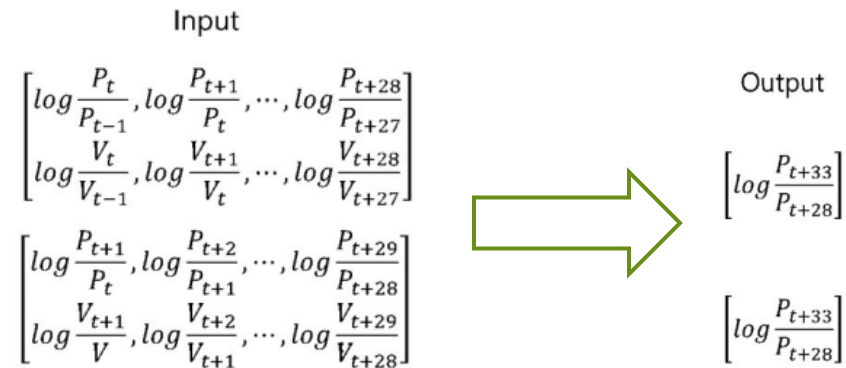 Input
[log P_t/P_{t-1}, log P_{t+1}/P_t, ⋯, log P_{t+28}/P_{t+27}]
[log V_t/V_{t-1}, log V_{t+1}/V_t, ⋯, log V_{t+28}/V_{t+27}]
[log P_{t+1}/P_t, log P_{t+2}/P_{t+1}, ⋯, log P_{t+29}/P_{t+28}]
[log V_{t+1}/V, log V_{t+2}/V_{t+1}, ⋯, log V_{t+29}/V_{t+28}]
Output
[log P_{t+33}/P_{t+28}]
[log P_{t+33}/P_{t+28}]